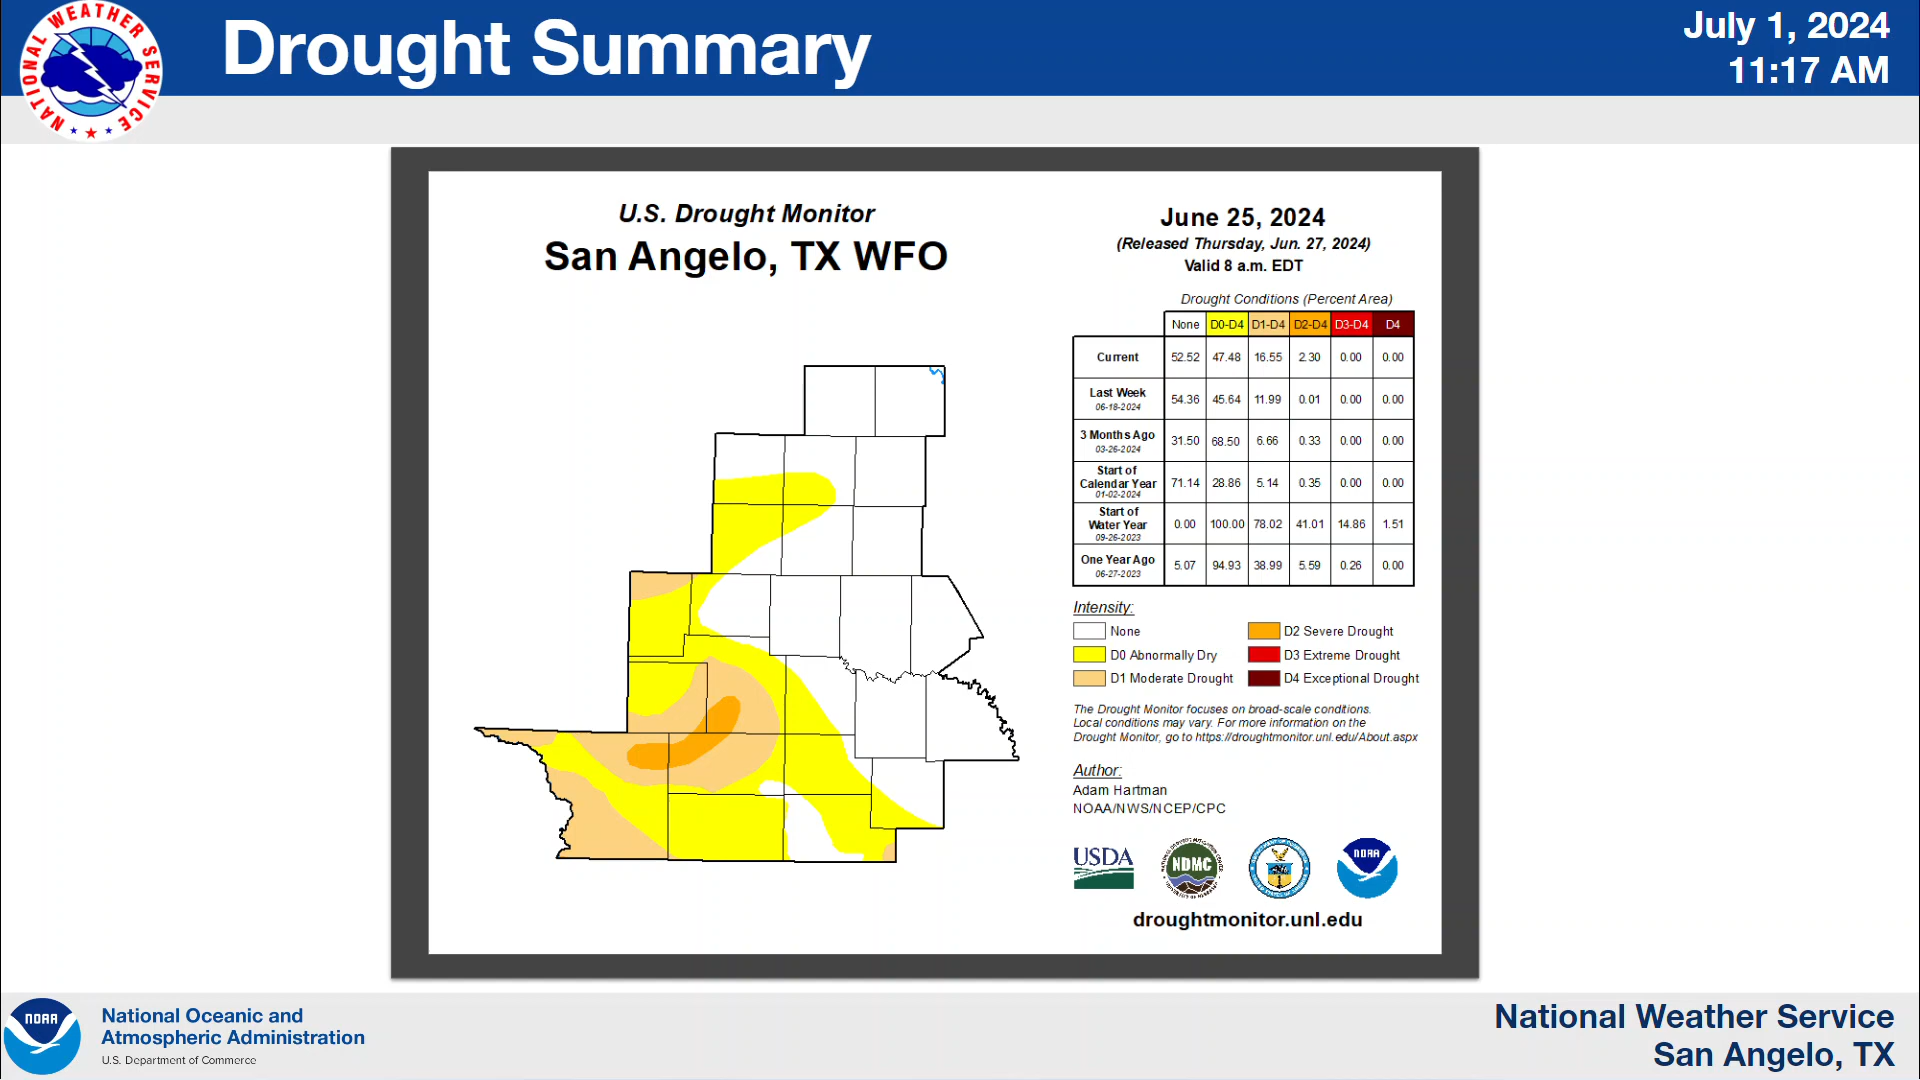 NATIONAL WEATHER SERVICE
Drought Summary
July 1, 2024
11:17 AM
U.S. Drought Monitor
San Angelo, TX WFO
June 25, 2024
(Released Thursday, Jun. 27, 2024)
Valid 8 a.m. EDT
Drought Conditions (Percent Area)
None D0-D4 D1-D4 D2-D4 D3-D4 D4
Current 52.52 47.48 16.55 2.30 0.00 0.00
Last Week
06-18-2024 54.36 45.64 11.99 0.01 0.00 0.00
3 Months Ago
03-26-2024 31.50 68.50 6.66 0.33 0.00 0.00
Start of
Calendar Year
01-02-2024 71.14 28.86 5.14 0.35 0.00 0.00
Start of
Water Year
09-26-2023 0.00 100.00 78.02 41.01 14.86 1.51
One Year Ago
06-27-2023 5.07 94.93 38.99 5.59 0.26 0.00
Intensity:
None D2 Severe Drought
D0 Abnormally Dry D3 Extreme Drought
D1 Moderate Drought D4 Exceptional Drought
The Drought Monitor focuses on broad-scale conditions.
Local conditions may vary. For more information on the
Drought Monitor, go to https://droughtmonitor.unl.edu/About.aspx
Author:
Adam Hartman
NOAA/NWS/NCEP/CPC
USDA
NDMC
NOAA
droughtmonitor.unl.edu
NOAA
National Oceanic and
Atmospheric Administration
U.S. Department of Commerce
National Weather Service
San Angelo, TX